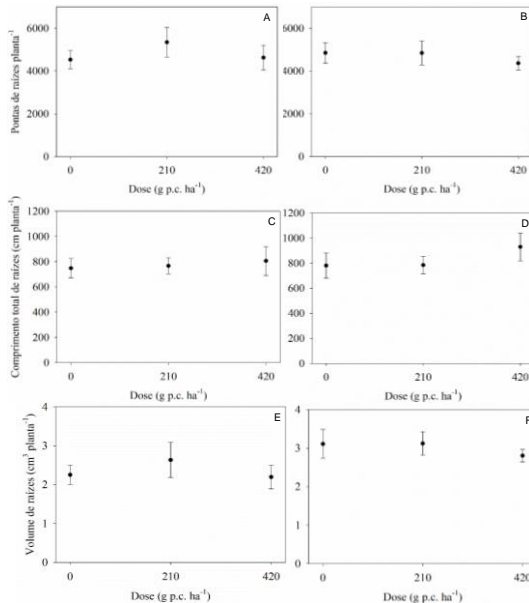 A
Pontas de raízes planta⁻¹
6000
4000
2000
0
0 210 420
Dose (g p.c. ha⁻¹)
B
6000
4000
2000
0
0 210 420
Dose (g p.c. ha⁻¹)
C
Comprimento total de raízes (cm planta⁻¹)
1200
1000
800
600
400
200
0
0 210 420
Dose (g p.c. ha⁻¹)
D
1200
1000
800
600
400
200
0
0 210 420
Dose (g p.c. ha⁻¹)
E
Volume de raízes (cm³ planta⁻¹)
4
3
2
1
0
0 210 420
Dose (g p.c. ha⁻¹)
F
4
3
2
1
0
0 210 420
Dose (g p.c. ha⁻¹)